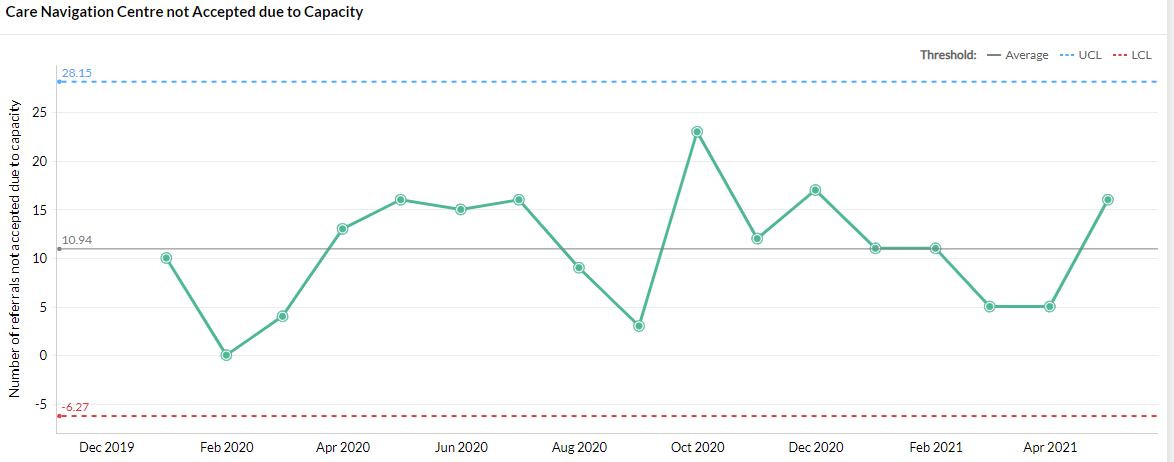 Care Navigation Centre not Accepted due to Capacity
Threshold: Average UCL LCL
28.15
Number of referrals not accepted due to capacity
25
20
15
10.94
10
5
0
-5
-6.27
Dec 2019 Feb 2020 Apr 2020 Jun 2020 Aug 2020 Oct 2020 Dec 2020 Feb 2021 Apr 2021